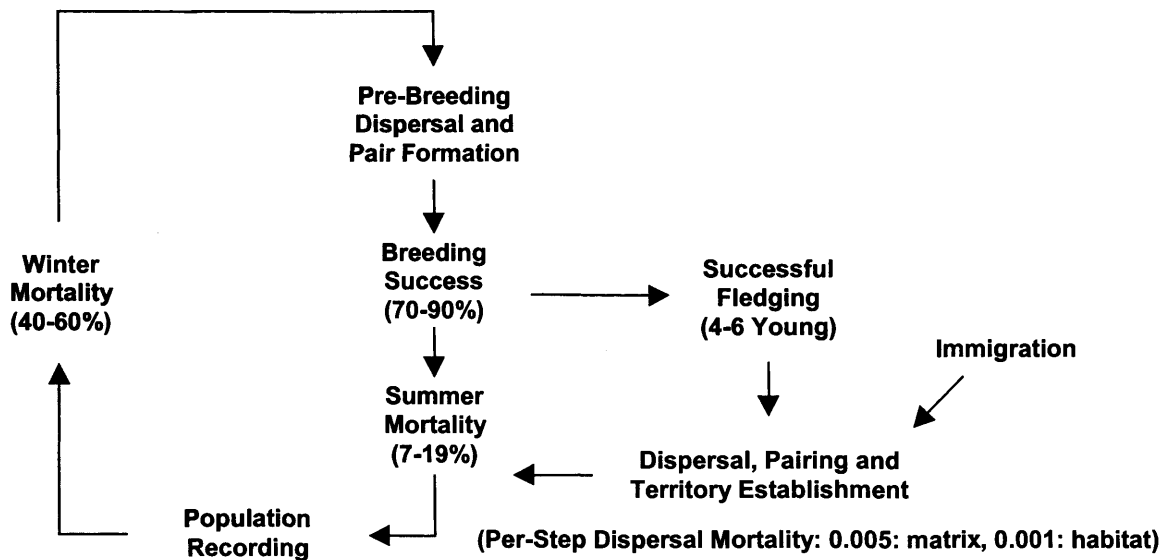 Pre-Breeding
Dispersal and
Pair Formation
Breeding
Success
(70-90%)
Successful
Fledging
(4-6 Young)
Winter
Mortality
(40-60%)
Immigration
Summer
Mortality
(7-19%)
Dispersal, Pairing and
Territory Establishment
Population
Recording
(Per-Step Dispersal Mortality: 0.005: matrix, 0.001: habitat)